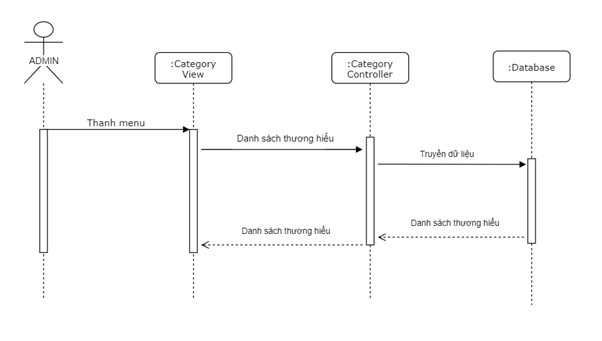 ADMIN
:Category
View
:Category
Controller
:Database
Thanh menu
Danh sách thương hiểu
Truyền dữ liệu
Danh sách thương hiểu
Danh sách thương hiểu